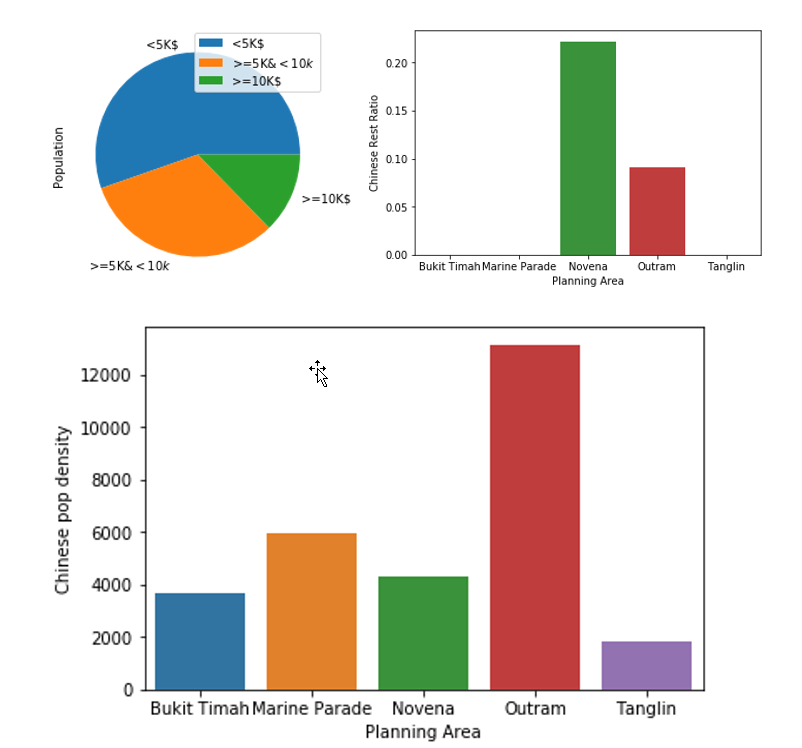 <5K$
<5K$
>=5K&<10k
>=10K$
Population
>=10K$
>=5K&<10k
Chinese Rest Ratio
0.20
0.15
0.10
0.05
0.00
Bukit Timah Marine Parade Novena Outram Tanglin
Planning Area
Chinese pop density
12000
10000
8000
6000
4000
2000
0
Bukit Timah Marine Parade Novena Outram Tanglin
Planning Area